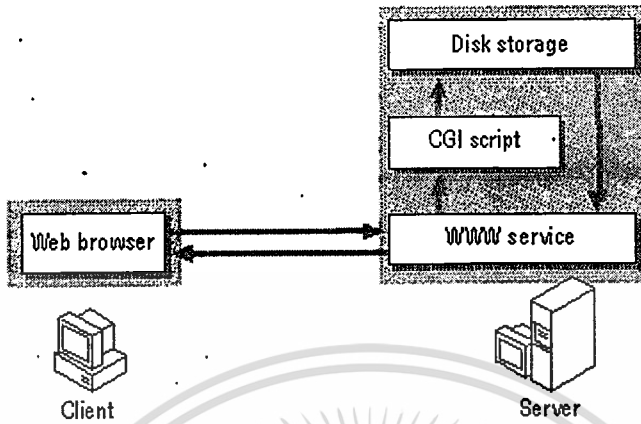 Disk storage
CGI script
Web browser
WWW service
Client
Server